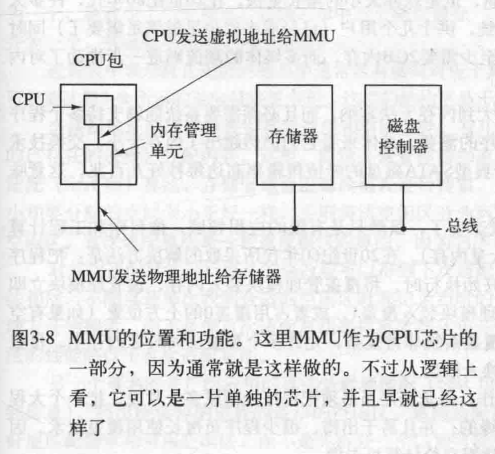 CPU发送虚拟地址给MMU
CPU包
CPU
内存管理
单元
存储器
磁盘
控制器
总线
MMU发送物理地址给存储器
图3-8 MMU的位置和功能。这里MMU作为CPU芯片的
一部分，因为通常就是这样做的。不过从逻辑上
看，它可以是一片单独的芯片，并且早就已经这
样了